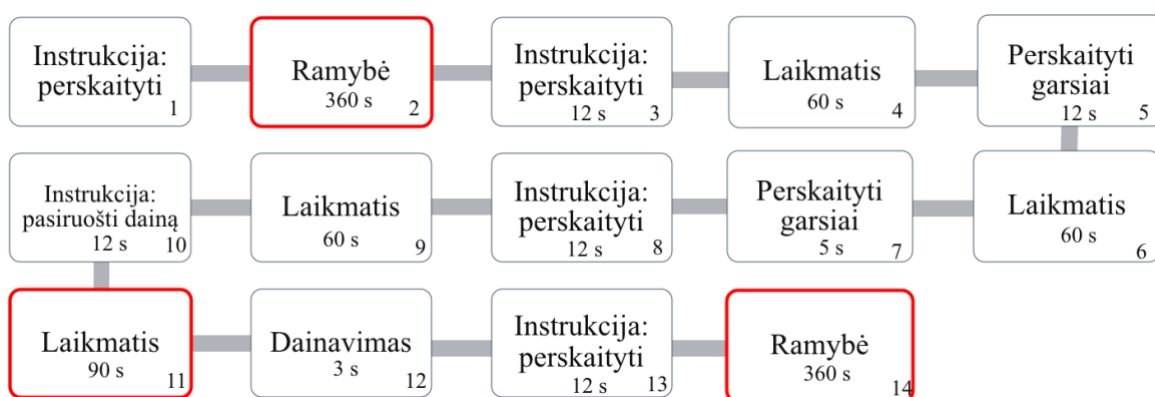 Instrukcija:
perskaityti
1
Ramybė
360 s 2
Instrukcija:
perskaityti
12 s 3
Laikmatis
60 s 4
Perskaityti
garsiai
12 s 5
Laikmatis
60 s
6
Perskaityti
garsiai
5 s 7
Instrukcija:
perskaityti
12 s 8
Laikmatis
60 s 9
Instrukcija:
pasiruošti dainą
12 s 10
Laikmatis
90 s 11
Dainavimas
3 s 12
Instrukcija:
perskaityti
12 s 13
Ramybė
360 s
14